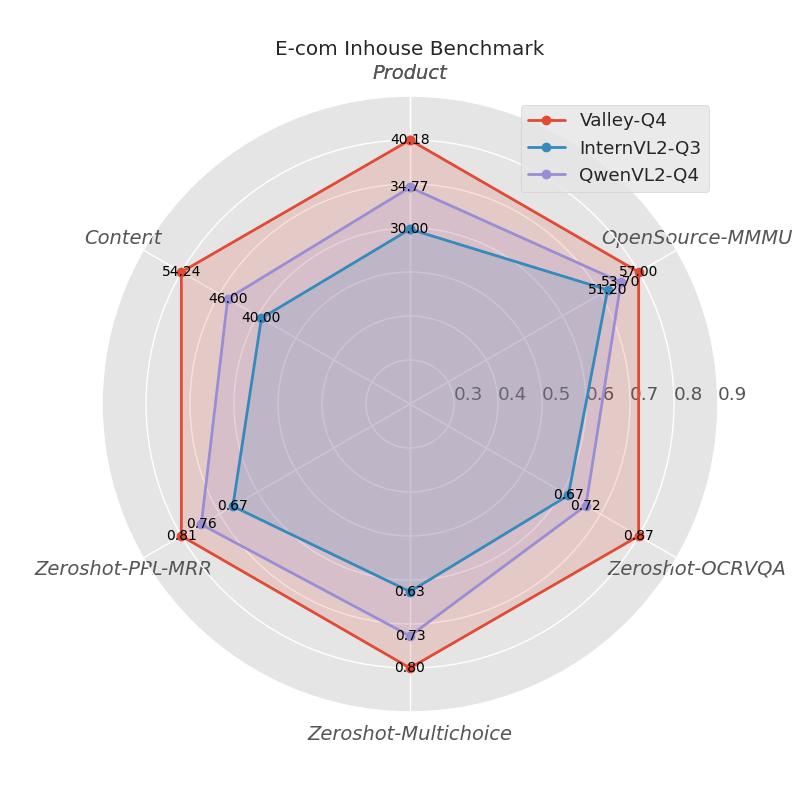 E-com Inhouse Benchmark
Product
Valley-Q4
InternVL2-Q3
QwenVL2-Q4
40.18
34.77
30.00
Content
OpenSource-MMMU
54.24
46.00
40.00
57.00
53.70
51.20
0.3 0.4 0.5 0.6 0.7 0.8 0.9
0.67
0.76
0.81
0.67
0.72
0.87
Zeroshot-PPL-MRR
Zeroshot-OCRVQA
0.63
0.73
0.80
Zeroshot-Multichoice